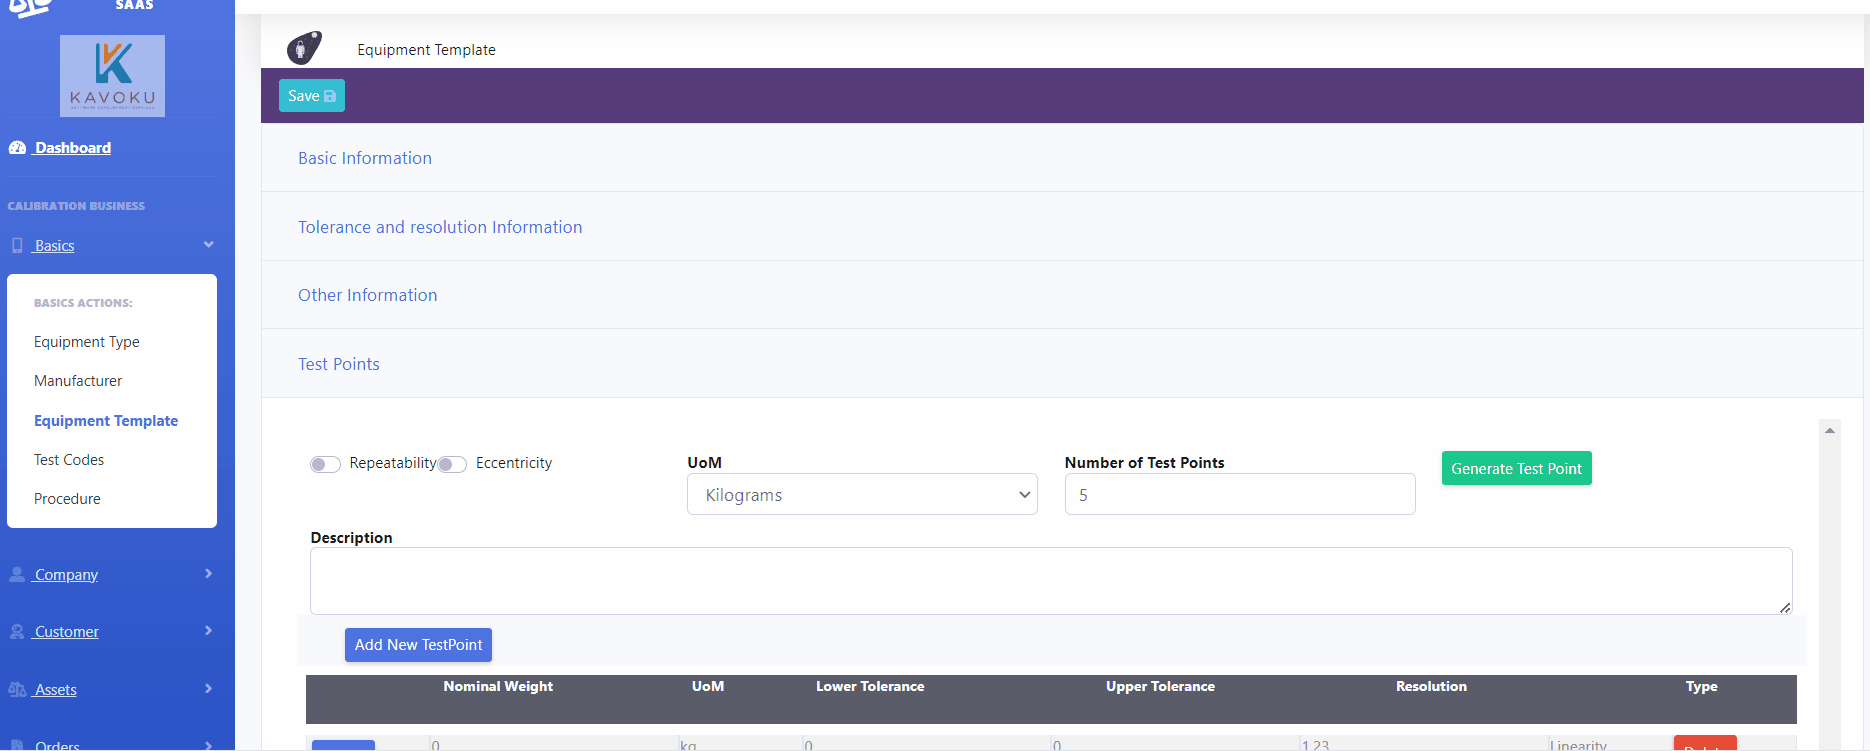 SAAS
KAVOKU
Equipment Template
Save
Dashboard
Basic Information
CALIBRATION BUSINESS
Tolerance and resolution Information
Basics
BASICS ACTIONS:
Other Information
Equipment Type
Test Points
Manufacturer
Equipment Template
Test Codes
Procedure
Repeatability Eccentricity
UoM
Number of Test Points
Generate Test Point
Kilograms
5
Description
Company
Customer
Add New TestPoint
Assets
Nominal Weight UoM Lower Tolerance Upper Tolerance Resolution Type
Orders
0 kg 0 0 1.23 Linearity